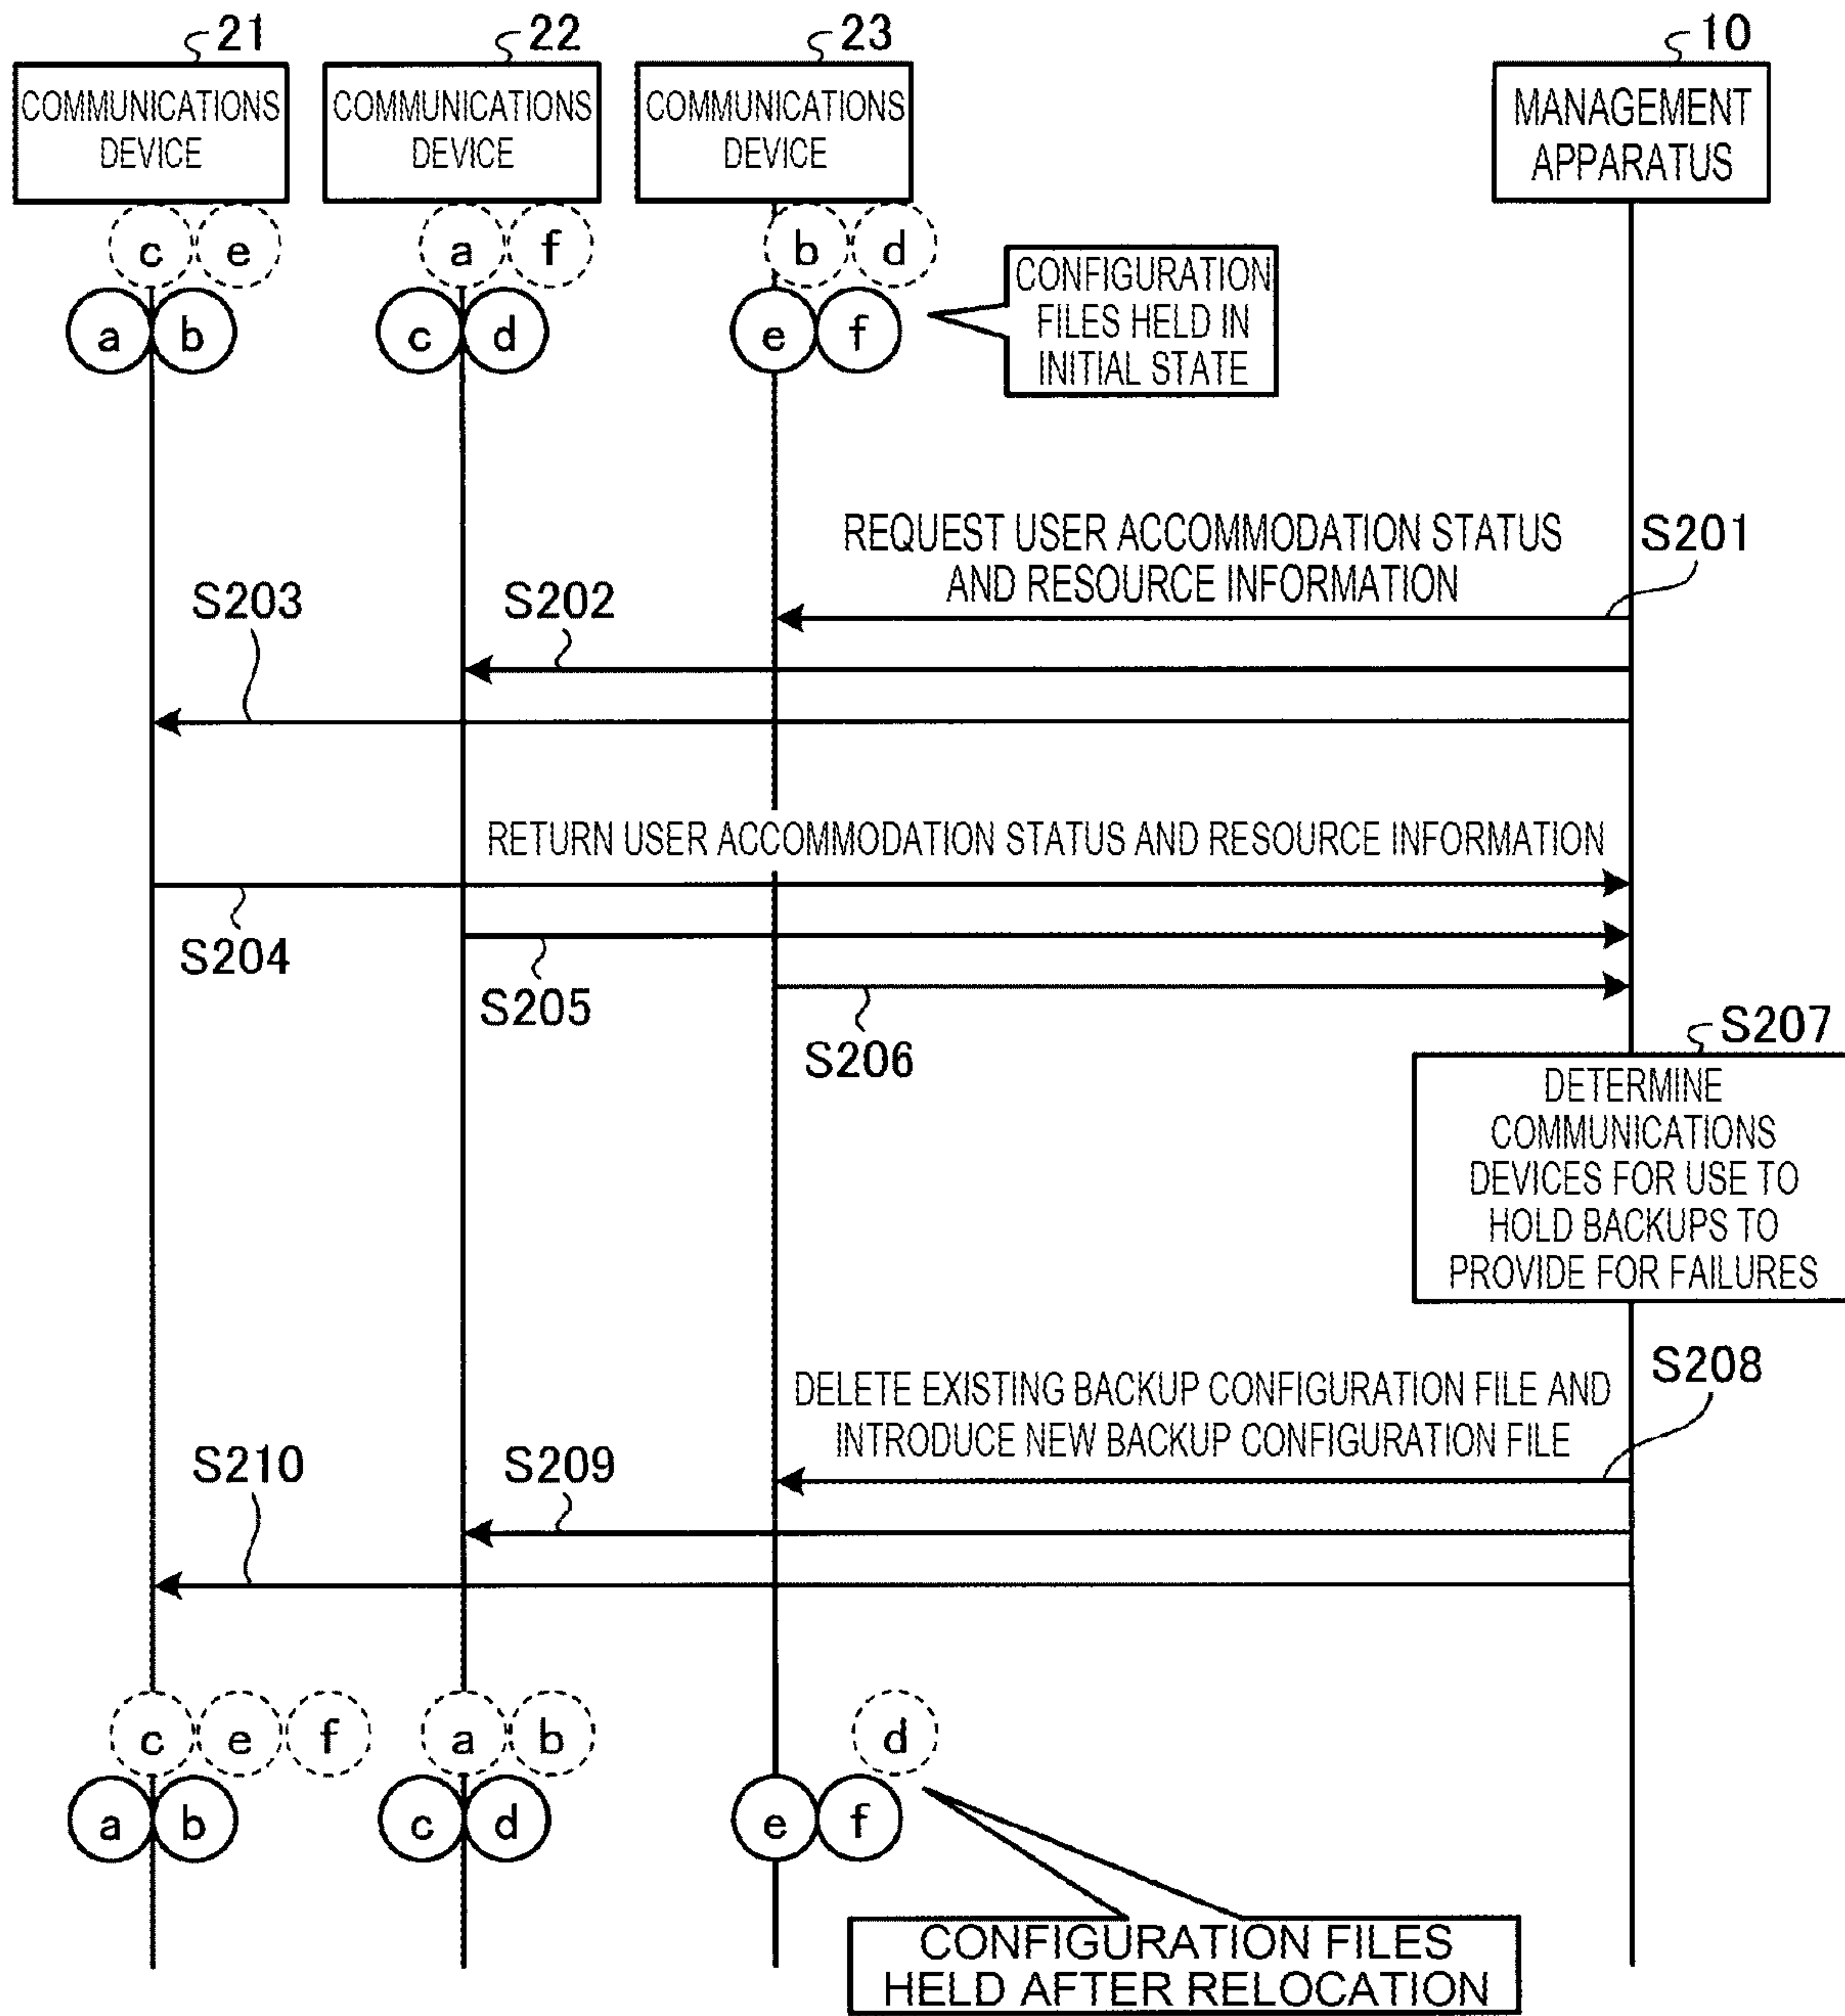 21
22
23
10
COMMUNICATIONS
DEVICE
COMMUNICATIONS
DEVICE
COMMUNICATIONS
DEVICE
MANAGEMENT
APPARATUS
c e
a f
b d
a b
c d
e f
CONFIGURATION
FILES HELD IN
INITIAL STATE
REQUEST USER ACCOMMODATION STATUS
AND RESOURCE INFORMATION
S201
S202
S203
RETURN USER ACCOMMODATION STATUS AND RESOURCE INFORMATION
S204
S205
S206
S207
DETERMINE
COMMUNICATIONS
DEVICES FOR USE TO
HOLD BACKUPS TO
PROVIDE FOR FAILURES
DELETE EXISTING BACKUP CONFIGURATION FILE AND
INTRODUCE NEW BACKUP CONFIGURATION FILE
S208
S209
S210
c e f
a b
d
a b
c d
e f
CONFIGURATION FILES
HELD AFTER RELOCATION